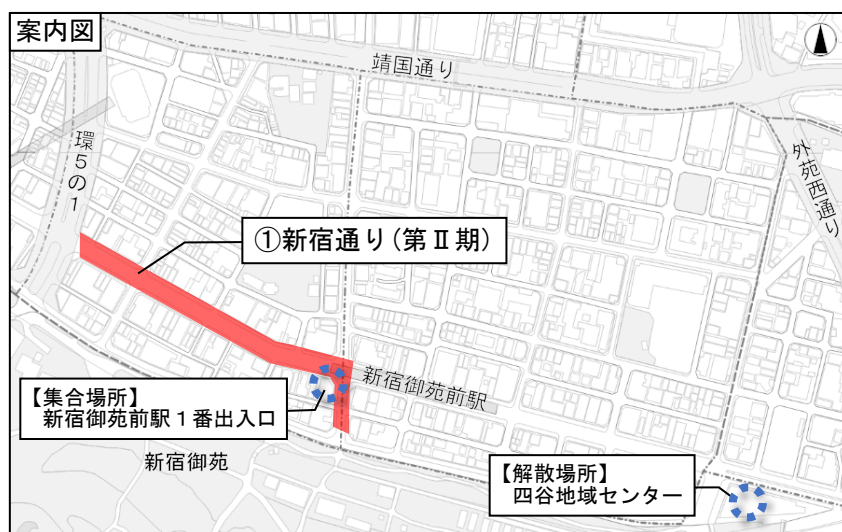 案内図
靖国通り
環5の1
外苑西通り
①新宿通り(第Ⅱ期)
新宿御苑前駅
【集合場所】
新宿御苑前駅1番出入口
新宿御苑
【解散場所】
四谷地域センター